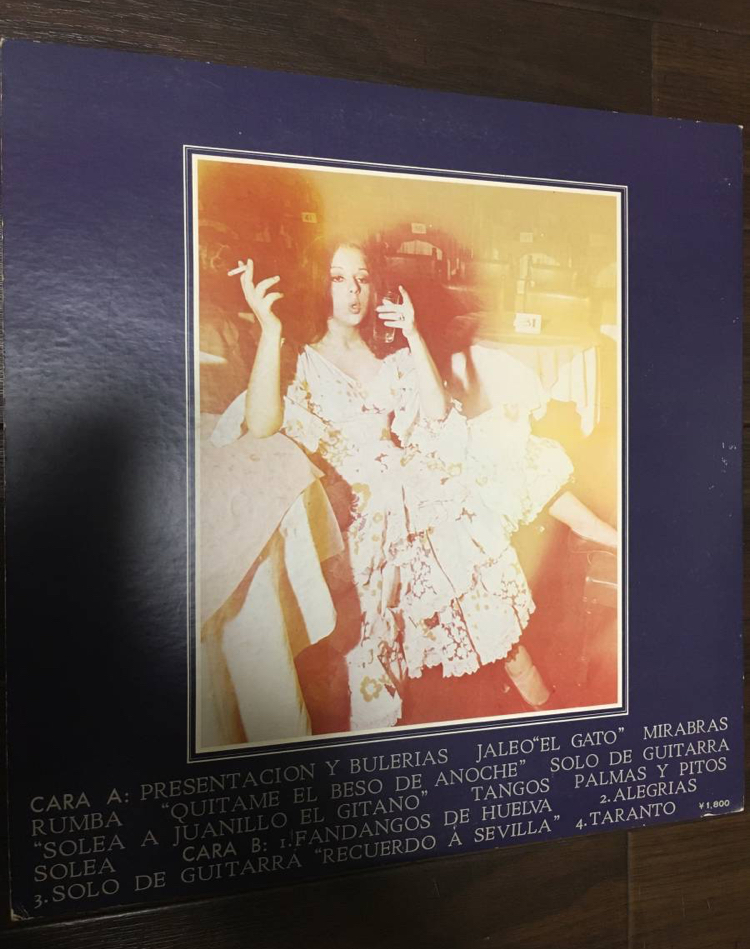 CARA A: PRESENTACION Y BULERIAS JALEO“EL GATO” MIRABRAS
RUMBA “QUITAME EL BESO DE ANOCHE” SOLO DE GUITARRA
“SOLEA A JUANILLO EL GITANO” TANGOS PALMAS Y PITOS
SOLEA CARA B: 1.FANDANGOS DE HUELVA 2.ALEGRIAS
3.SOLO DE GUITARRA “RECUERDO Á SEVILLA” 4.TARANTO ¥1,800